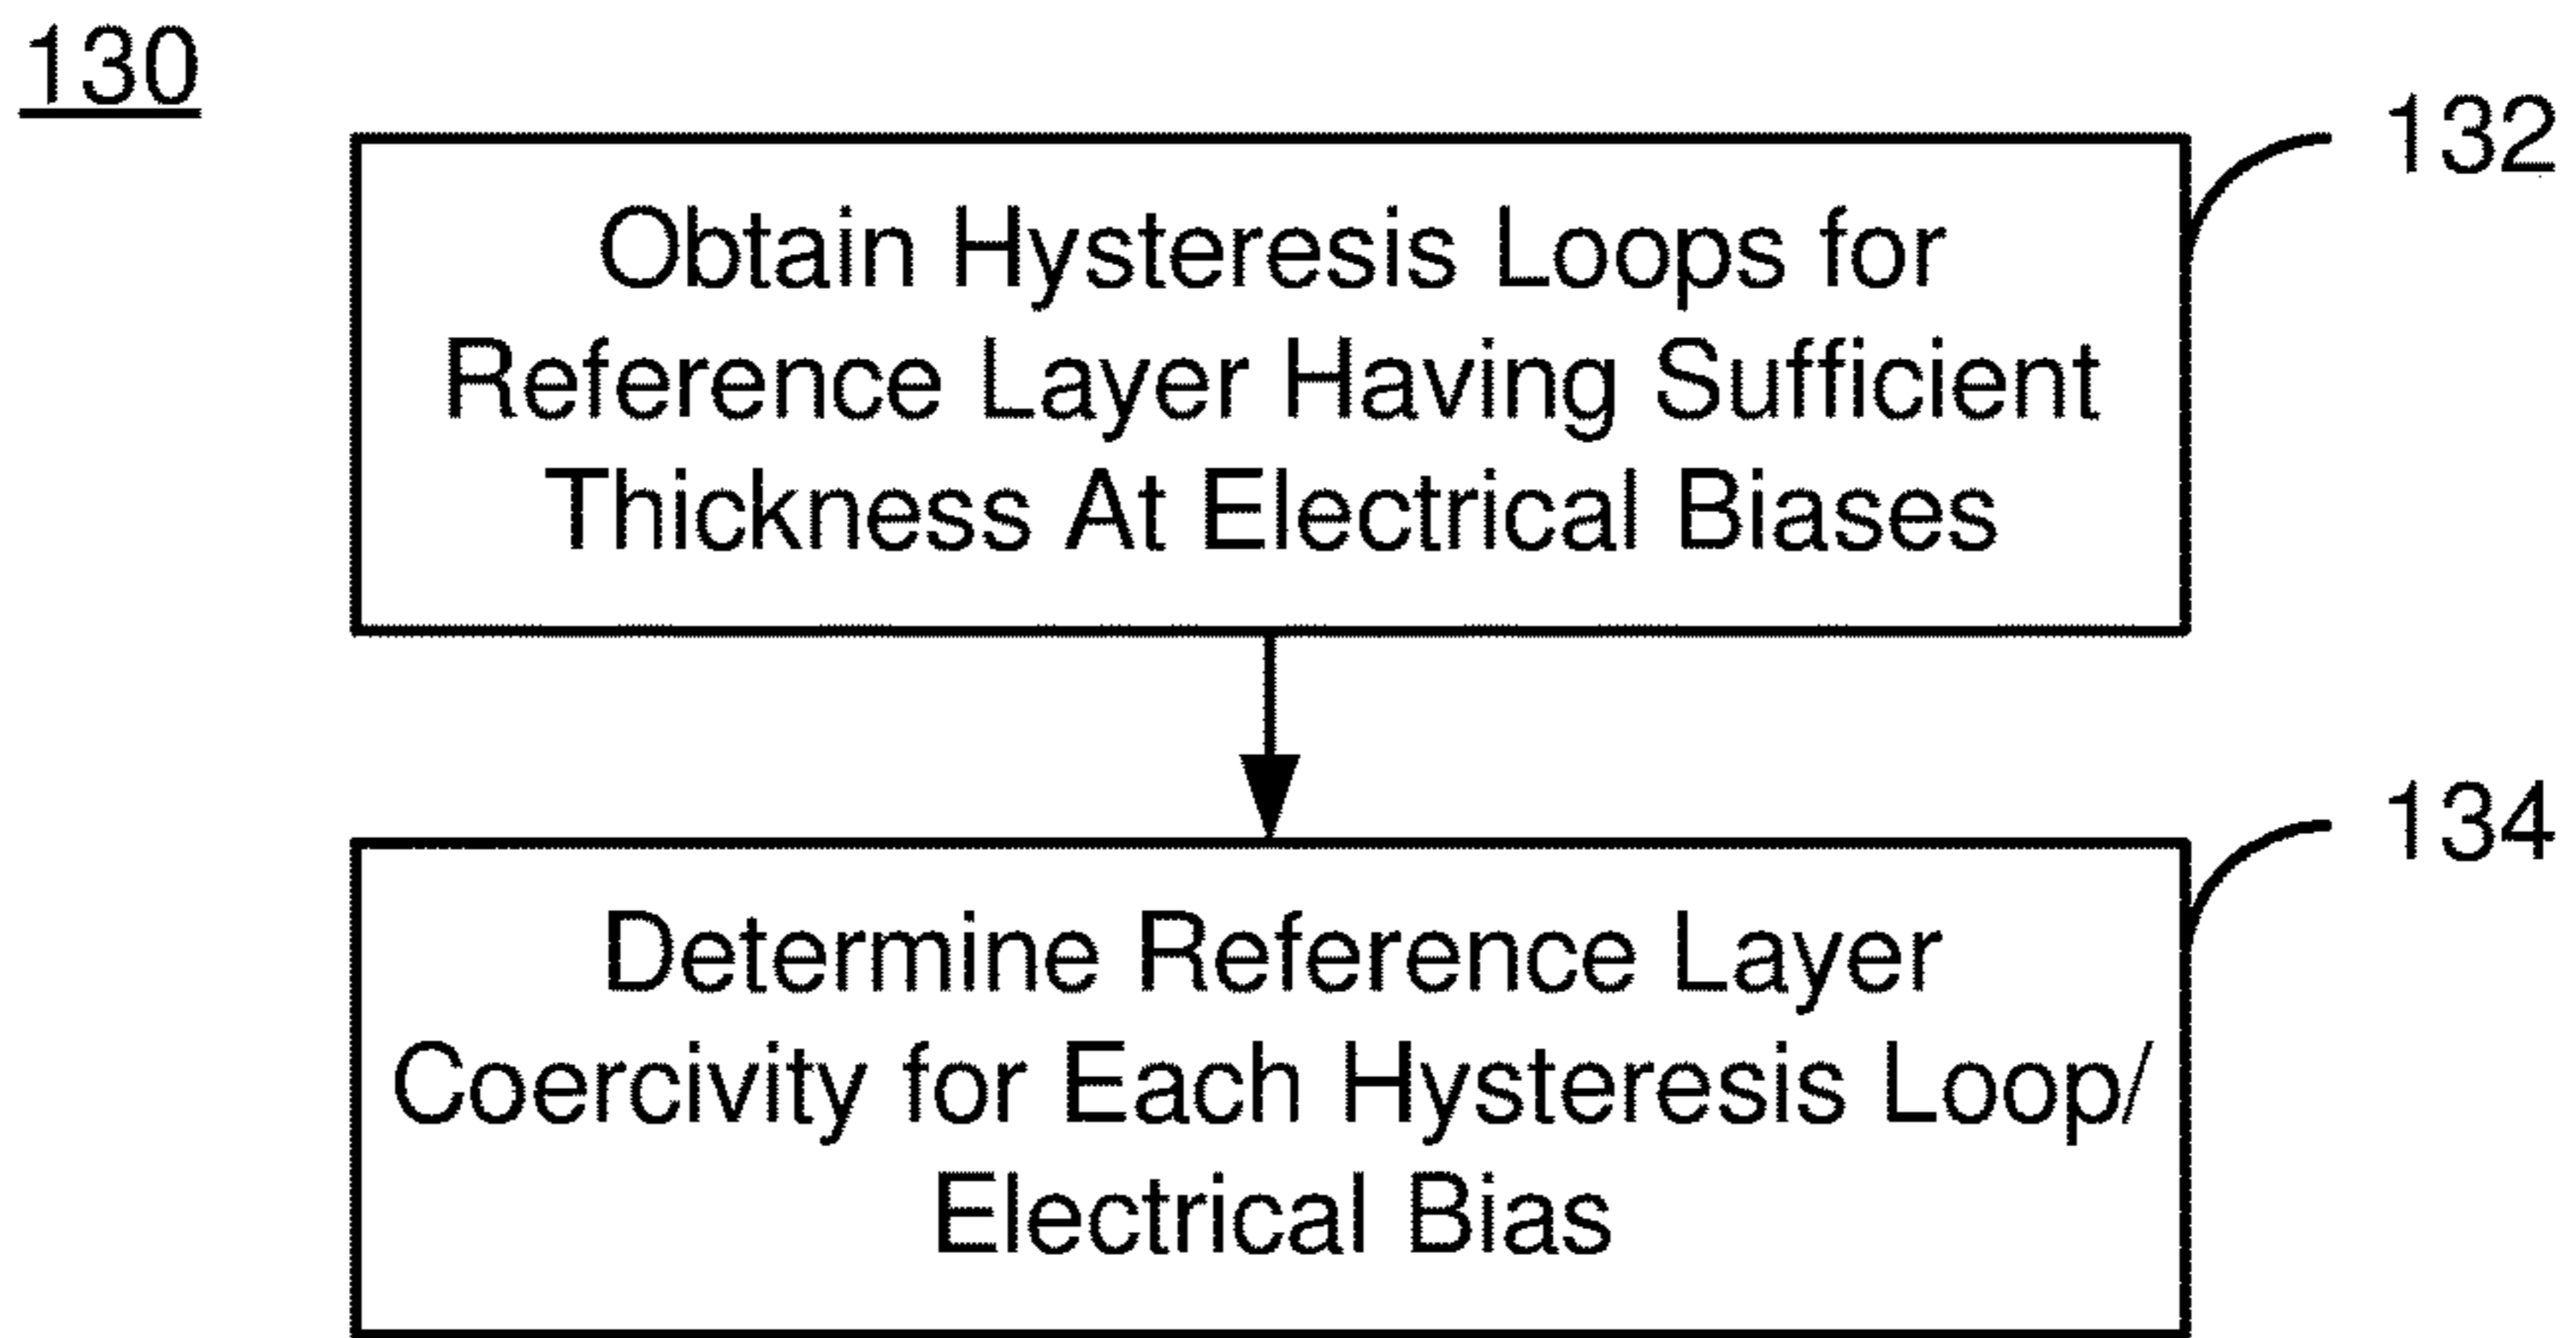 130
132
Obtain Hysteresis Loops for
Reference Layer Having Sufficient
Thickness At Electrical Biases
134
Determine Reference Layer
Coercivity for Each Hysteresis Loop/
Electrical Bias